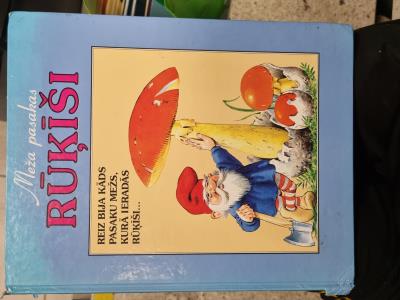 Meža pasakas
RŪĶĪŠI
REIZ BIJA KĀDS
PASAKU MEŽS,
KURĀ IERADĀS
RŪĶĪŠI...